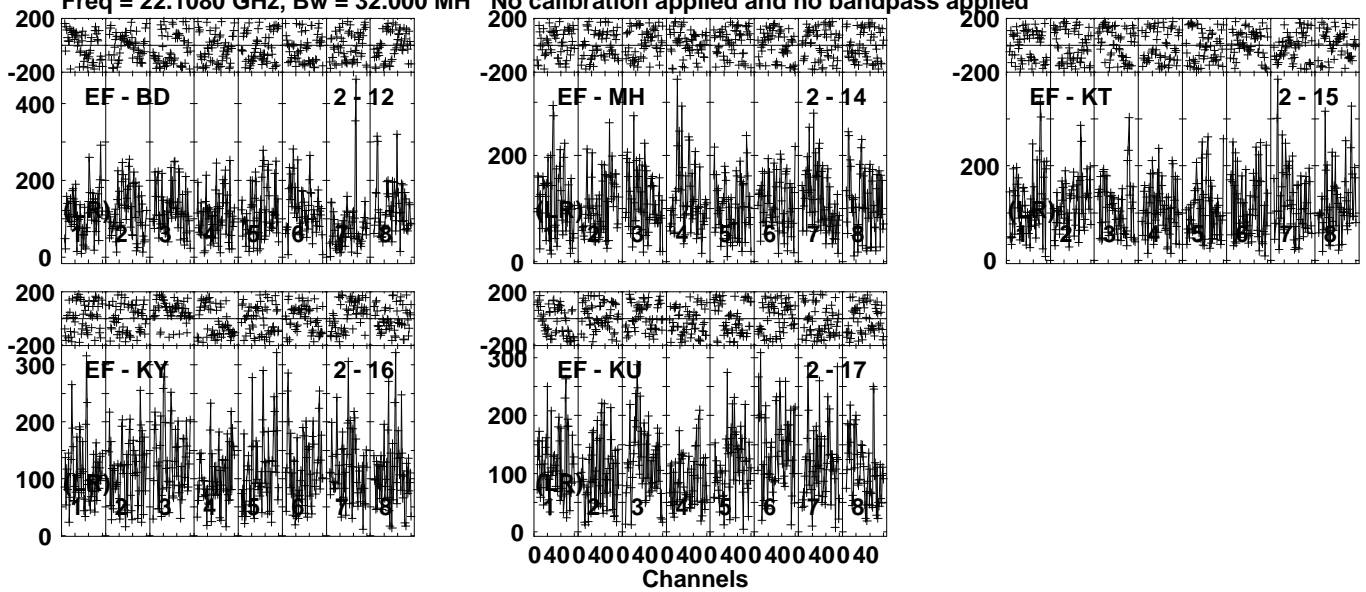 Freq = 22.1080 GHz, Bw = 32.000 MH No calibration applied and no bandpass applied
200
-200
400
200
0
EF - BD 2 - 12
(LR)
1 2 3 4 5 6 7 8
200
-200
200
0
EF - MH 2 - 14
(LR)
1 2 3 4 5 6 7 8
200
-200
200
0
EF - KT 2 - 15
(LR)
1 2 3 4 5 6 7 8
200
-200
300
200
100
0
EF - KY 2 - 16
(LR)
1 2 3 4 5 6 7 8
200
-200
300
200
100
0
EF - KU 2 - 17
(LR)
1 2 3 4 5 6 7 8
0 40 0 40 0 40 0 40 0 40 0 40 0 40 0 40
Channels